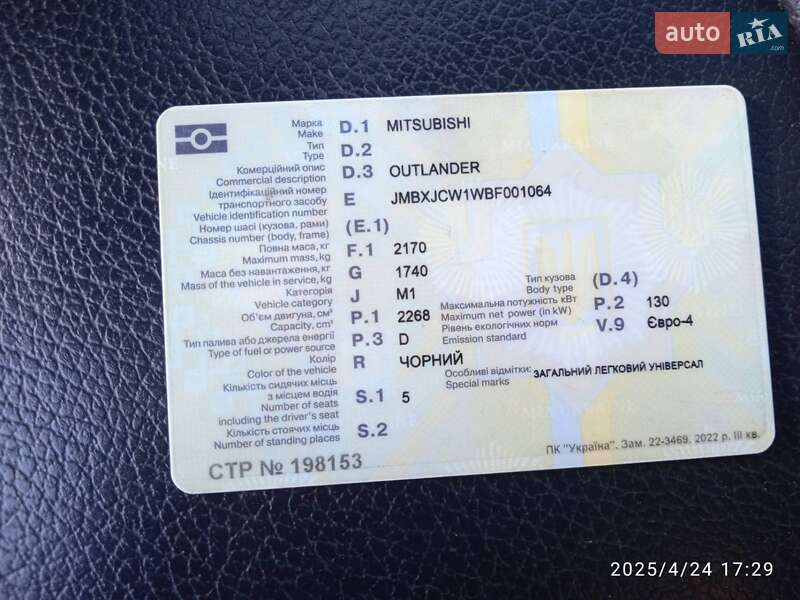 auto RIA .com
Марка
Make D.1 MITSUBISHI
Тип
Type D.2
Комерційний опис
Commercial description D.3 OUTLANDER
Ідентифікаційний номер
транспортного засобу
Vehicle identification number E JMBXJCW1WBF001064
Номер шасі (кузова, рами)
Chassis number (body, frame) (E.1)
Повна маса, кг
Maximum mass, kg F.1 2170
Маса без навантаження, кг
Mass of the vehicle in service, kg G 1740
Категорія
Vehicle category J M1
Тип кузова
Body type (D.4)
Об'єм двигуна, см³
Capacity, cm³ P.1 2268
Максимальна потужність кВт
Maximum net power (in kW) P.2 130
Тип палива або джерела енергії
Type of fuel or power source P.3 D
Рівень екологічних норм
Emission standard V.9 Євро-4
Колір
Color of the vehicle R ЧОРНИЙ
Особливі відмітки:
Special marks ЗАГАЛЬНИЙ ЛЕГКОВИЙ УНІВЕРСАЛ
Кількість сидячих місць
з місцем водія
Number of seats
including the driver's seat S.1 5
Кількість стоячих місць
Number of standing places S.2
СТР № 198153
ПК "Україна". Зам. 22-3469. 2022 р. III кв.
2025/4/24 17:29